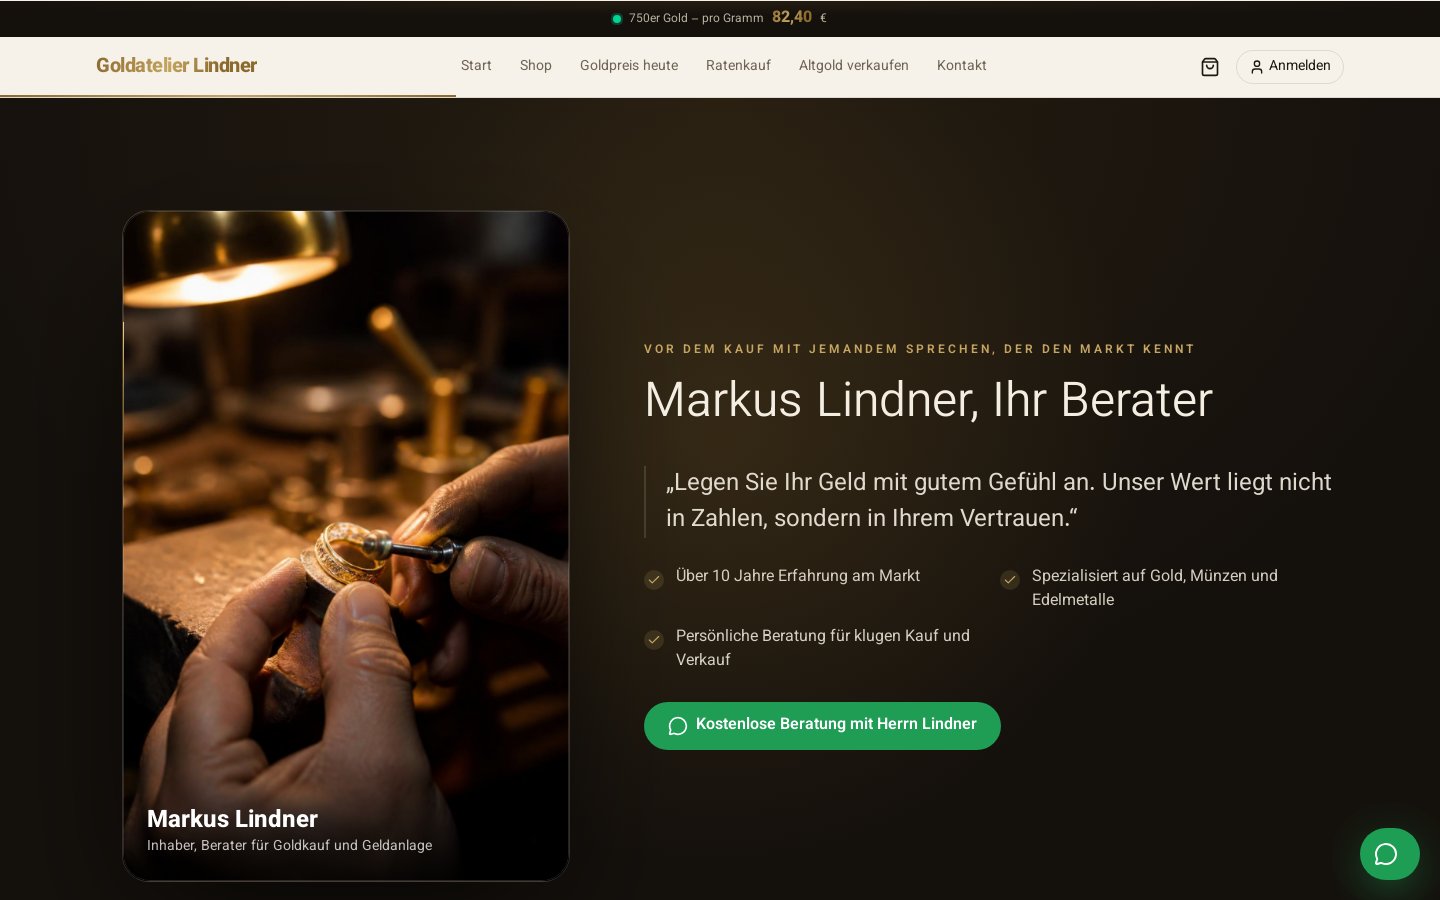 750er Gold – pro Gramm 82,40 €
Goldatelier Lindner
Start
Shop
Goldpreis heute
Ratenkauf
Altgold verkaufen
Kontakt
Anmelden
VOR DEM KAUF MIT JEMANDEM SPRECHEN, DER DEN MARKT KENNT
Markus Lindner, Ihr Berater
„Legen Sie Ihr Geld mit gutem Gefühl an. Unser Wert liegt nicht
in Zahlen, sondern in Ihrem Vertrauen.“
Über 10 Jahre Erfahrung am Markt
Spezialisiert auf Gold, Münzen und
Edelmetalle
Persönliche Beratung für klugen Kauf und
Verkauf
Kostenlose Beratung mit Herrn Lindner
Markus Lindner
Inhaber, Berater für Goldkauf und Geldanlage